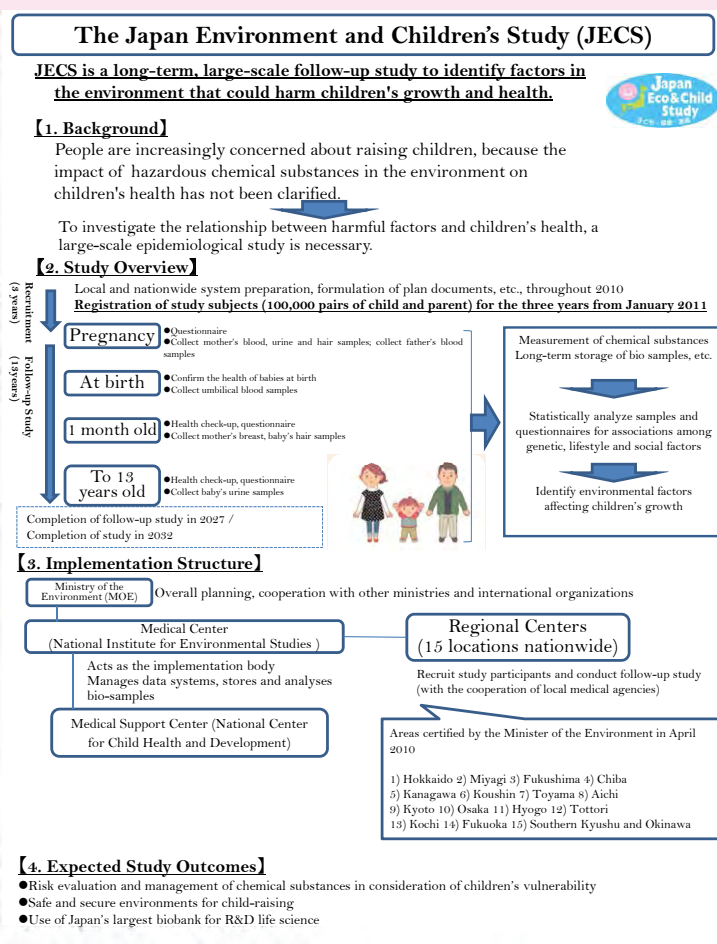 The Japan Environment and Children's Study (JECS)
JECS is a long-term, large-scale follow-up study to identify factors in
the environment that could harm children's growth and health.
Japan
Eco&Child
Study
【1. Background】
People are increasingly concerned about raising children, because the
impact of hazardous chemical substances in the environment on
children's health has not been clarified.
To investigate the relationship between harmful factors and children's health, a
large-scale epidemiological study is necessary.
【2. Study Overview】
Local and nationwide system preparation, formulation of plan documents, etc., throughout 2010
Registration of study subjects (100,000 pairs of child and parent) for the three years from January 2011
Recruitment
(3 years)
Follow-up Study
(13years)
Pregnancy
●Questionnaire
●Collect mother's blood, urine and hair samples; collect father's blood
samples
At birth
●Confirm the health of babies at birth
●Collect umbilical blood samples
1 month old
●Health check-up, questionnaire
●Collect mother's breast, baby's hair samples
To 13
years old
●Health check-up, questionnaire
●Collect baby's urine samples
Completion of follow-up study in 2027 /
Completion of study in 2032
Measurement of chemical substances
Long-term storage of bio samples, etc.
Statistically analyze samples and
questionnaires for associations among
genetic, lifestyle and social factors
Identify environmental factors
affecting children's growth
【3. Implementation Structure】
Ministry of the
Environment (MOE)
Overall planning, cooperation with other ministries and international organizations
Medical Center
(National Institute for Environmental Studies )
Acts as the implementation body
Manages data systems, stores and analyses
bio-samples
Medical Support Center (National Center
for Child Health and Development)
Regional Centers
(15 locations nationwide)
Recruit study participants and conduct follow-up study
(with the cooperation of local medical agencies)
Areas certified by the Minister of the Environment in April
2010
1) Hokkaido 2) Miyagi 3) Fukushima 4) Chiba
5) Kanagawa 6) Koushin 7) Toyama 8) Aichi
9) Kyoto 10) Osaka 11) Hyogo 12) Tottori
13) Kochi 14) Fukuoka 15) Southern Kyushu and Okinawa
【4. Expected Study Outcomes】
●Risk evaluation and management of chemical substances in consideration of children's vulnerability
●Safe and secure environments for child-raising
●Use of Japan's largest biobank for R&D life science